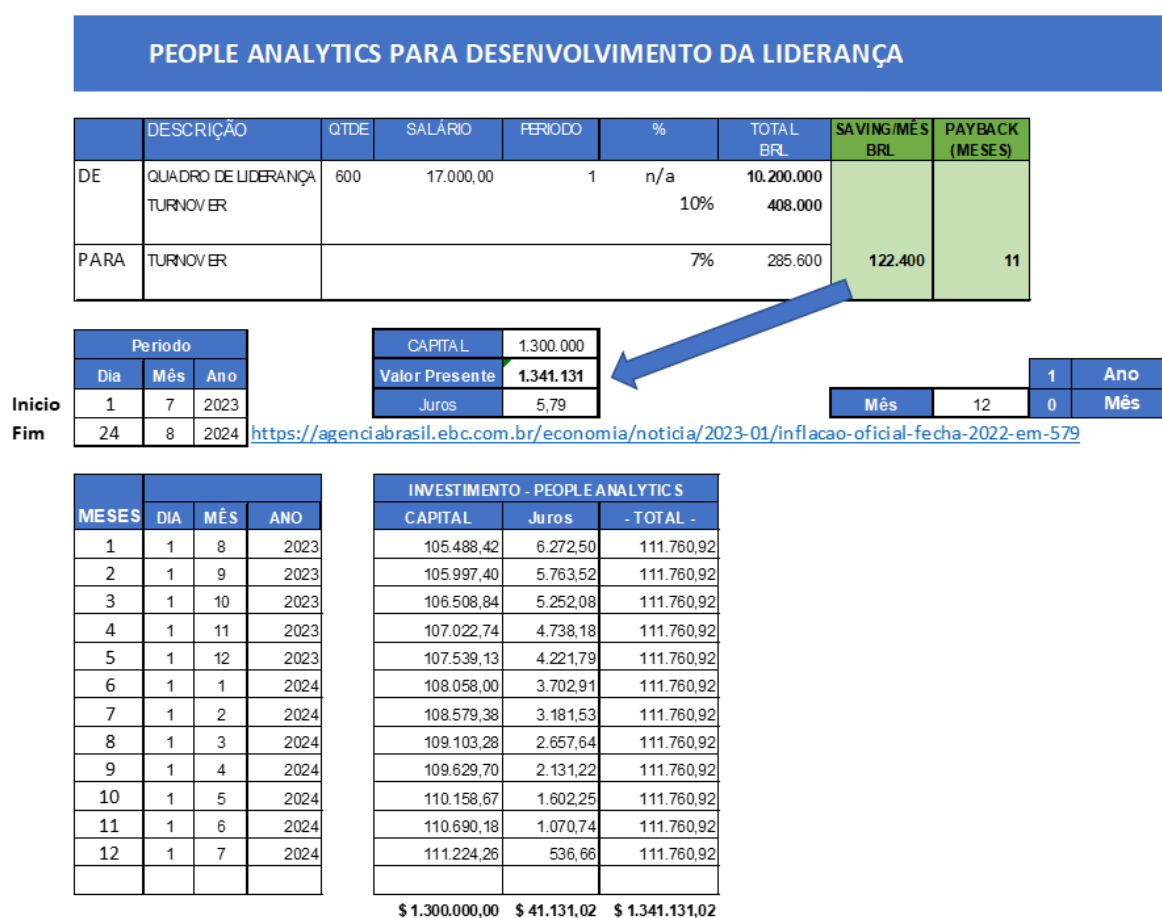 PEOPLE ANALYTICS PARA DESENVOLVIMENTO DA LIDERANÇA
DESCRIÇÃO QTDE SALÁRIO PERIODO % TOTAL BRL SAVING/MÊS BRL PAYBACK (MESES)
DE QUADRO DE LIDERANÇA 600 17.000,00 1 n/a 10.200.000
TURNOVER 10% 408.000
PARA TURNOVER 7% 285.600 122.400 11
Periodo
Dia Mês Ano
Inicio 1 7 2023
Fim 24 8 2024
CAPITAL 1.300.000
Valor Presente 1.341.131
Juros 5,79
1 Ano
Mês 12 0 Mês
https://agenciabrasil.ebc.com.br/economia/noticia/2023-01/inflacao-oficial-fecha-2022-em-579
INVESTIMENTO - PEOPLE ANALYTICS
MESES DIA MÊS ANO CAPITAL Juros - TOTAL -
1 1 8 2023 105.488,42 6.272,50 111.760,92
2 1 9 2023 105.997,40 5.763,52 111.760,92
3 1 10 2023 106.508,84 5.252,08 111.760,92
4 1 11 2023 107.022,74 4.738,18 111.760,92
5 1 12 2023 107.539,13 4.221,79 111.760,92
6 1 1 2024 108.058,00 3.702,91 111.760,92
7 1 2 2024 108.579,38 3.181,53 111.760,92
8 1 3 2024 109.103,28 2.657,64 111.760,92
9 1 4 2024 109.629,70 2.131,22 111.760,92
10 1 5 2024 110.158,67 1.602,25 111.760,92
11 1 6 2024 110.690,18 1.070,74 111.760,92
12 1 7 2024 111.224,26 536,66 111.760,92
$ 1.300.000,00 $ 41.131,02 $ 1.341.131,02